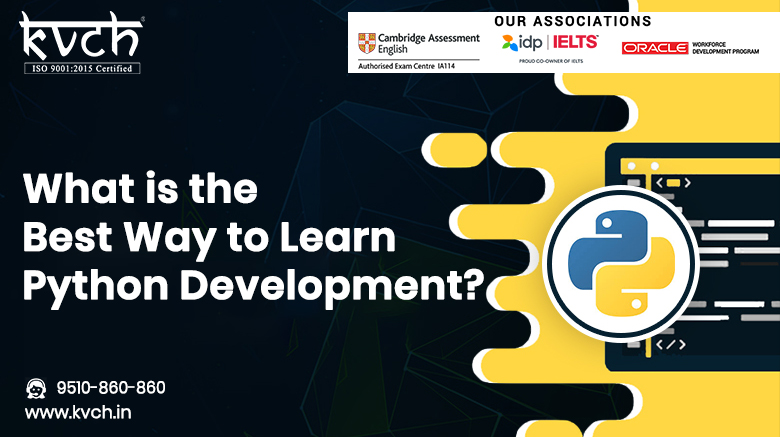 kvch®
ISO 9001:2015 Certified
OUR ASSOCIATIONS
Cambridge Assessment
English
Authorised Exam Centre IA114
idp | IELTS™
PROUD CO-OWNER OF IELTS
ORACLE® WORKFORCE
DEVELOPMENT PROGRAM
What is the
Best Way to Learn
Python Development?
9510-860-860
www.kvch.in